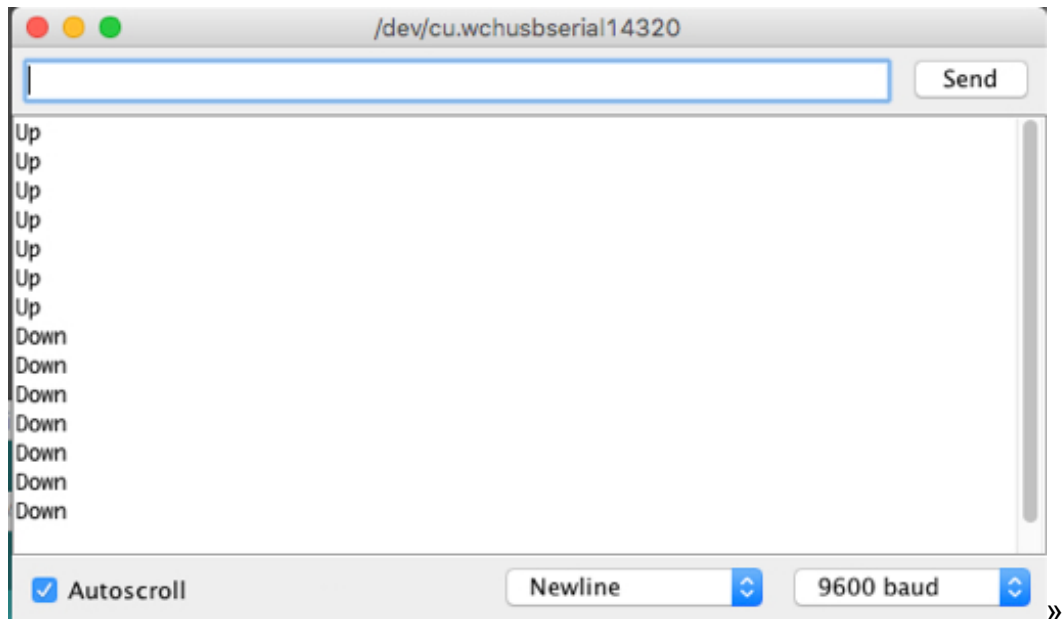 /dev/cu.wchusbserial14320
Send
Up
Up
Up
Up
Up
Up
Up
Down
Down
Down
Down
Down
Down
Down
Autoscroll
Newline
9600 baud
»